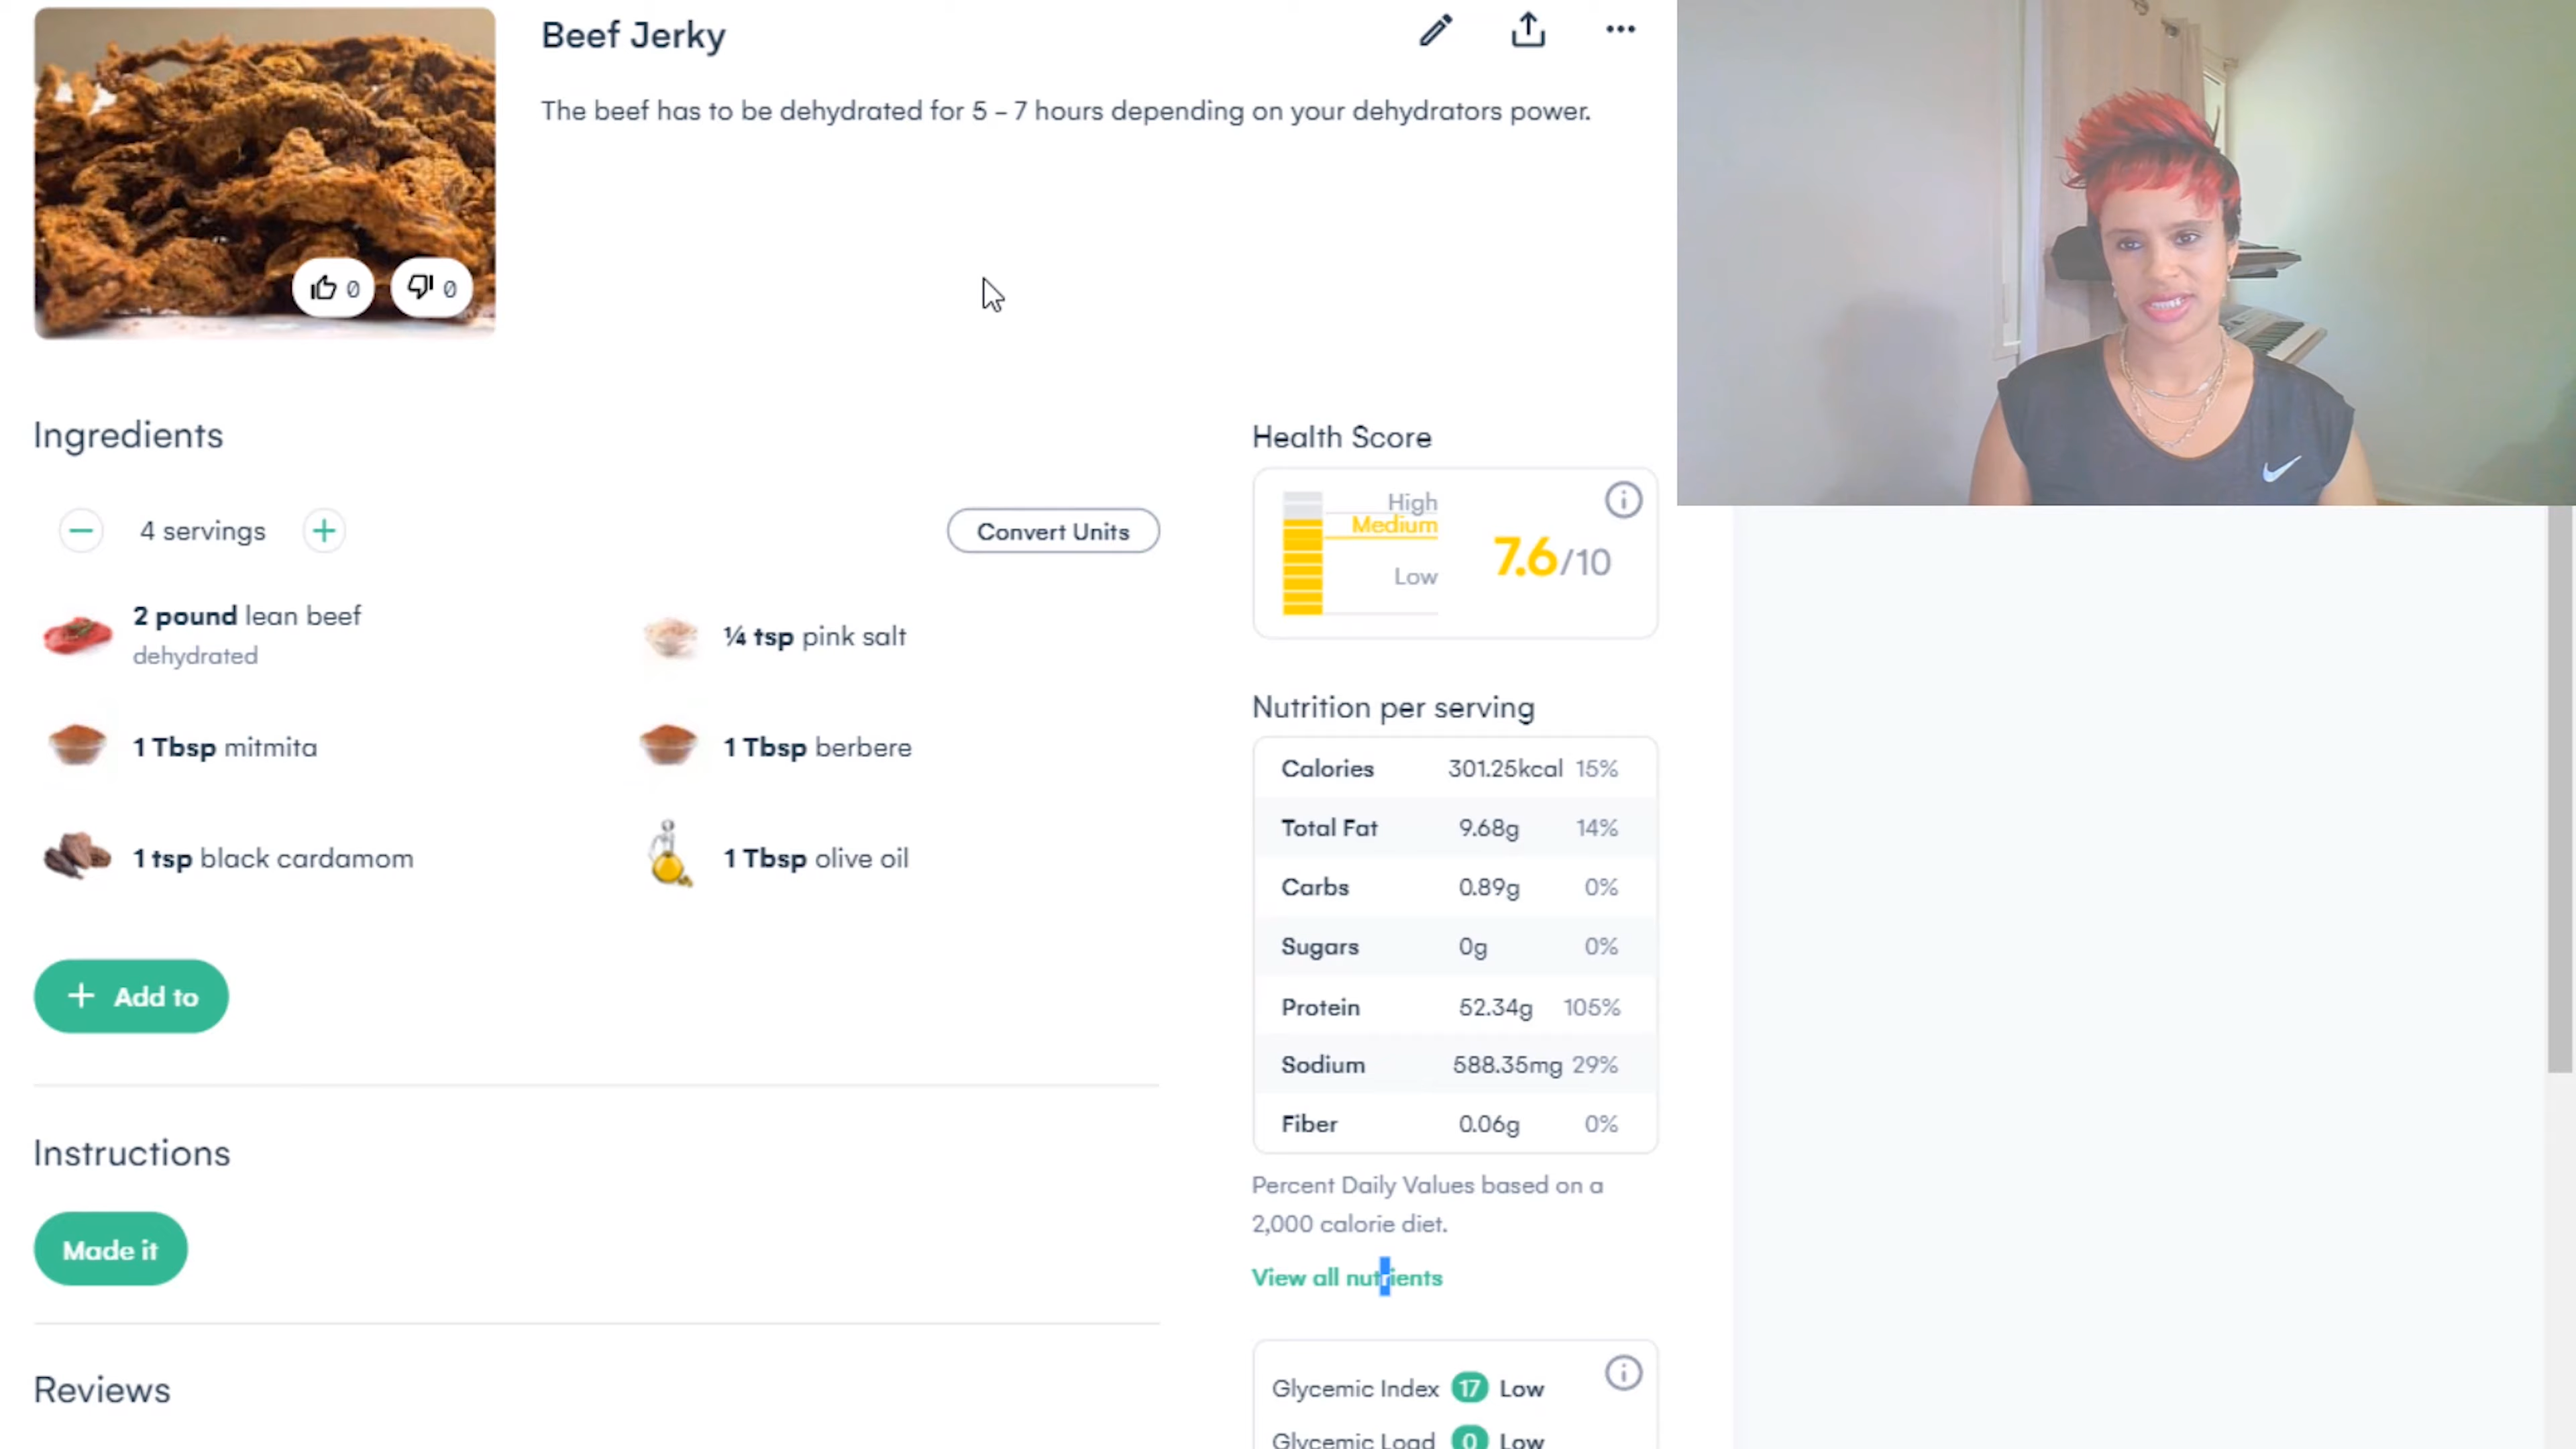 Beef Jerky
The beef has to be dehydrated for 5 – 7 hours depending on your dehydrators power.
0
0
Ingredients
4 servings
Convert Units
2 pound lean beef
dehydrated
¼ tsp pink salt
1 Tbsp mitmita
1 Tbsp berbere
1 tsp black cardamom
1 Tbsp olive oil
Add to
Instructions
Made it
Reviews
Health Score
High
Medium
Low
7.6/10
Nutrition per serving
Calories 301.25kcal 15%
Total Fat 9.68g 14%
Carbs 0.89g 0%
Sugars 0g 0%
Protein 52.34g 105%
Sodium 588.35mg 29%
Fiber 0.06g 0%
Percent Daily Values based on a
2,000 calorie diet.
View all nutrients
Glycemic Index 17 Low
Glycemic Load 0 Low